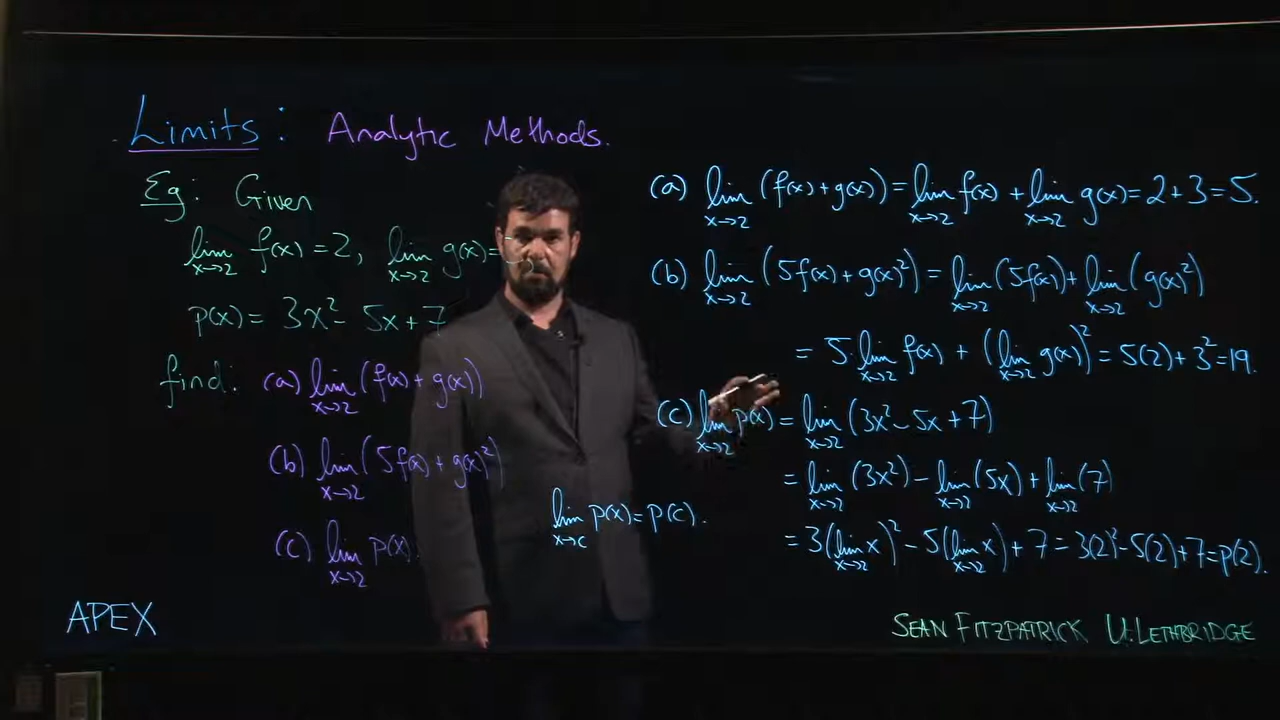 Limits: Analytic Methods.
Eg: Given
lim x→2 f(x) = 2, lim x→2 g(x) =
p(x) = 3x² - 5x + 7
find: (a) lim x→2 (f(x) + g(x))
(b) lim x→2 (5f(x) + g(x)²)
(c) lim x→2 p(x).
APEX
lim x→c p(x) = p(c).
(a) lim x→2 (f(x) + g(x)) = lim x→2 f(x) + lim x→2 g(x) = 2 + 3 = 5.
(b) lim x→2 (5f(x) + g(x)²) = lim x→2 (5f(x)) + lim x→2 (g(x)²)
= 5·lim x→2 f(x) + (lim x→2 g(x))² = 5(2) + 3² = 19.
(c) lim x→2 p(x) = lim x→2 (3x² - 5x + 7)
= lim x→2 (3x²) - lim x→2 (5x) + lim x→2 (7)
= 3(lim x→2 x)² - 5(lim x→2 x) + 7 = 3(2)² - 5(2) + 7 = p(2).
SEAN FITZPATRICK U. LETHBRIDGE